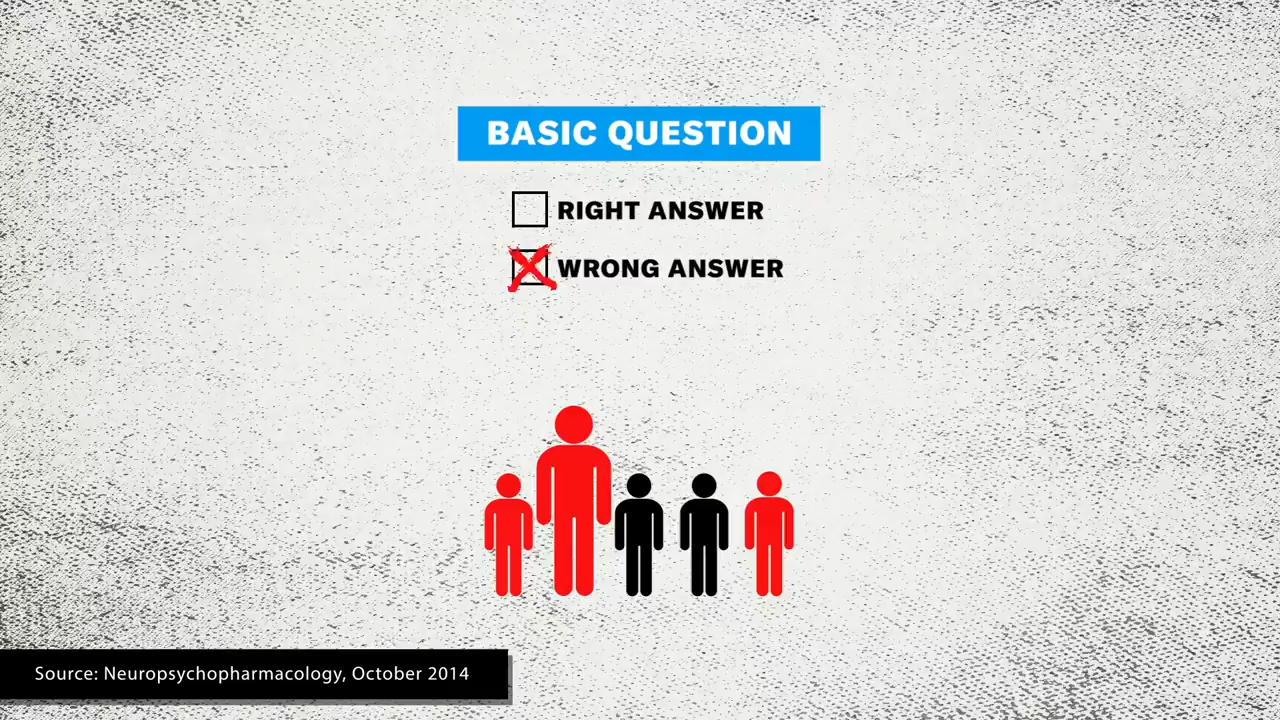 BASIC QUESTION
RIGHT ANSWER
WRONG ANSWER
Source: Neuropsychopharmacology, October 2014